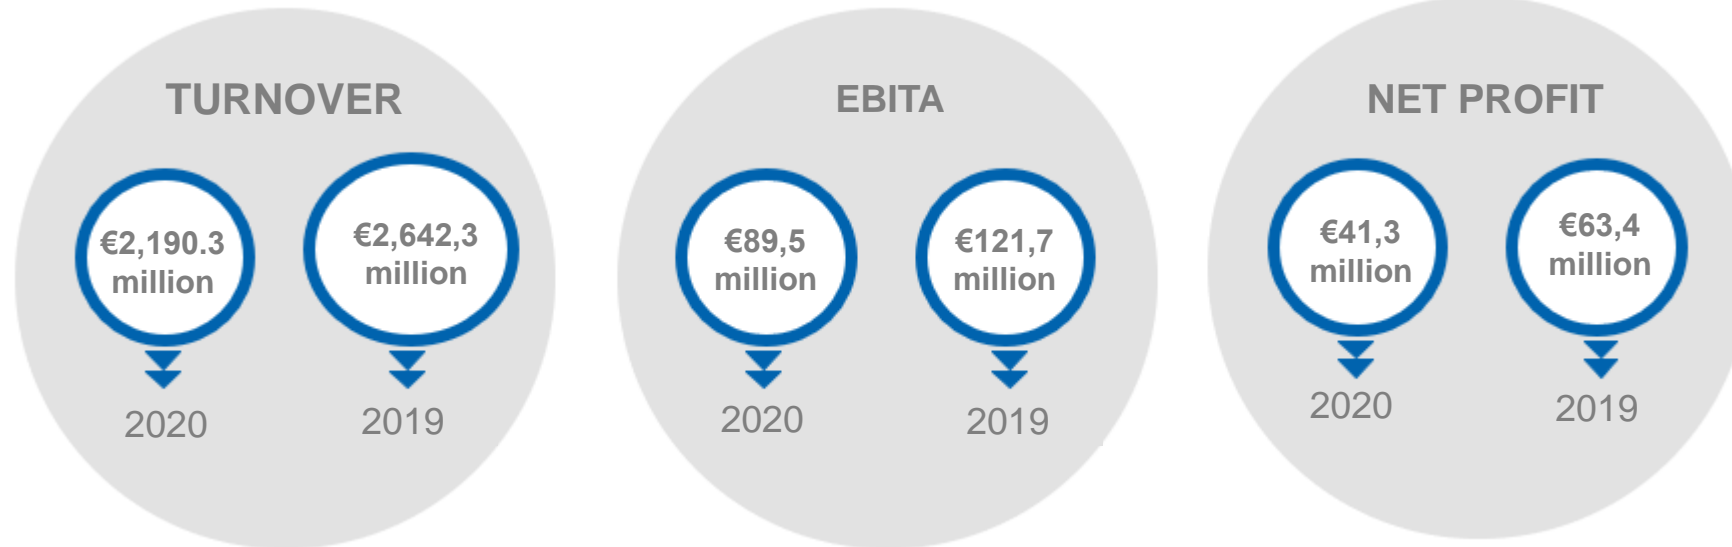 TURNOVER
€2,190.3
million
2020
€2,642,3
million
2019
EBITA
€89,5
million
2020
€121,7
million
2019
NET PROFIT
€41,3
million
2020
€63,4
million
2019